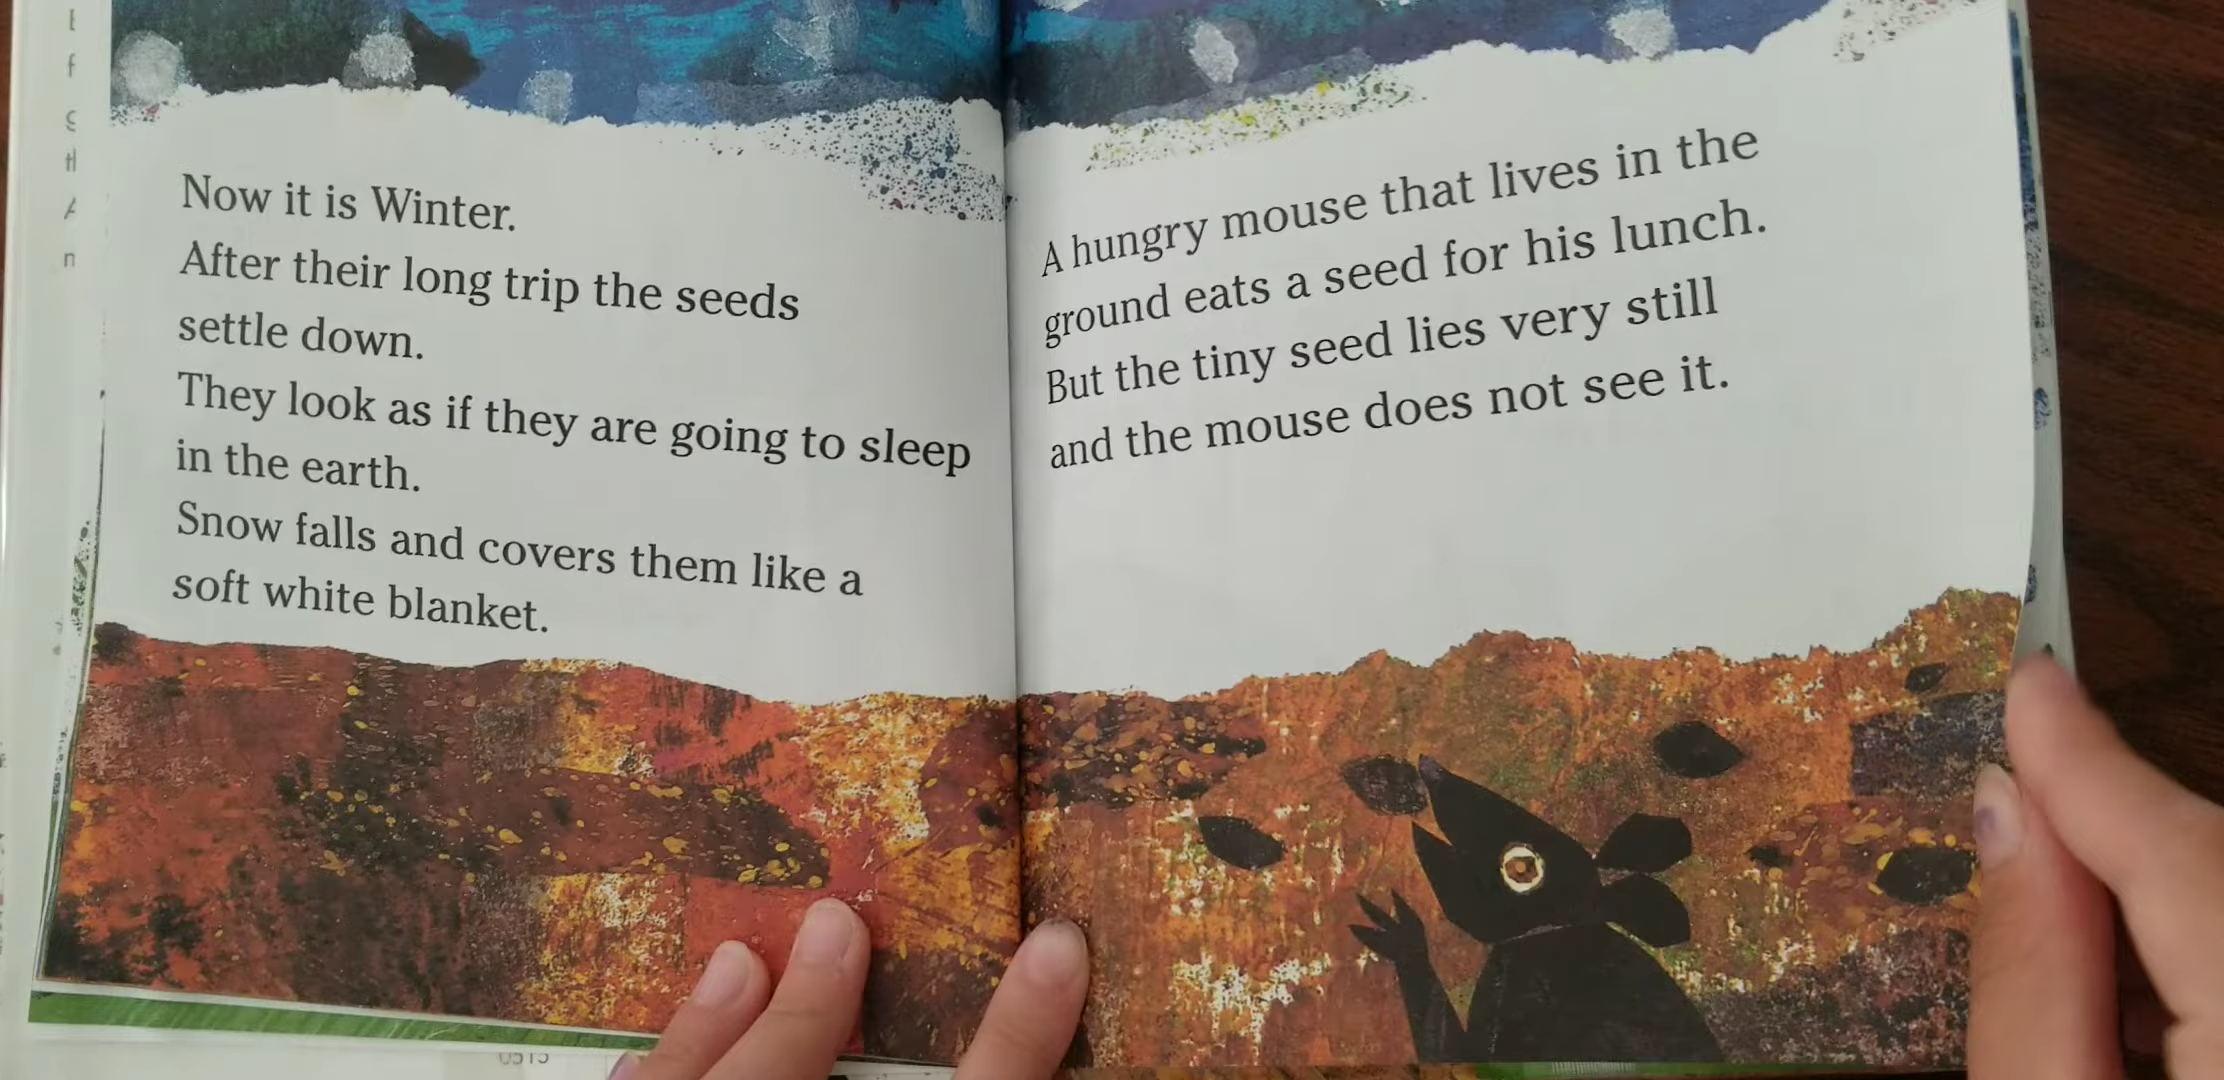 Now it is Winter.
After their long trip the seeds
settle down.
They look as if they are going to sleep
in the earth.
Snow falls and covers them like a
soft white blanket.
A hungry mouse that lives in the
ground eats a seed for his lunch.
But the tiny seed lies very still
and the mouse does not see it.